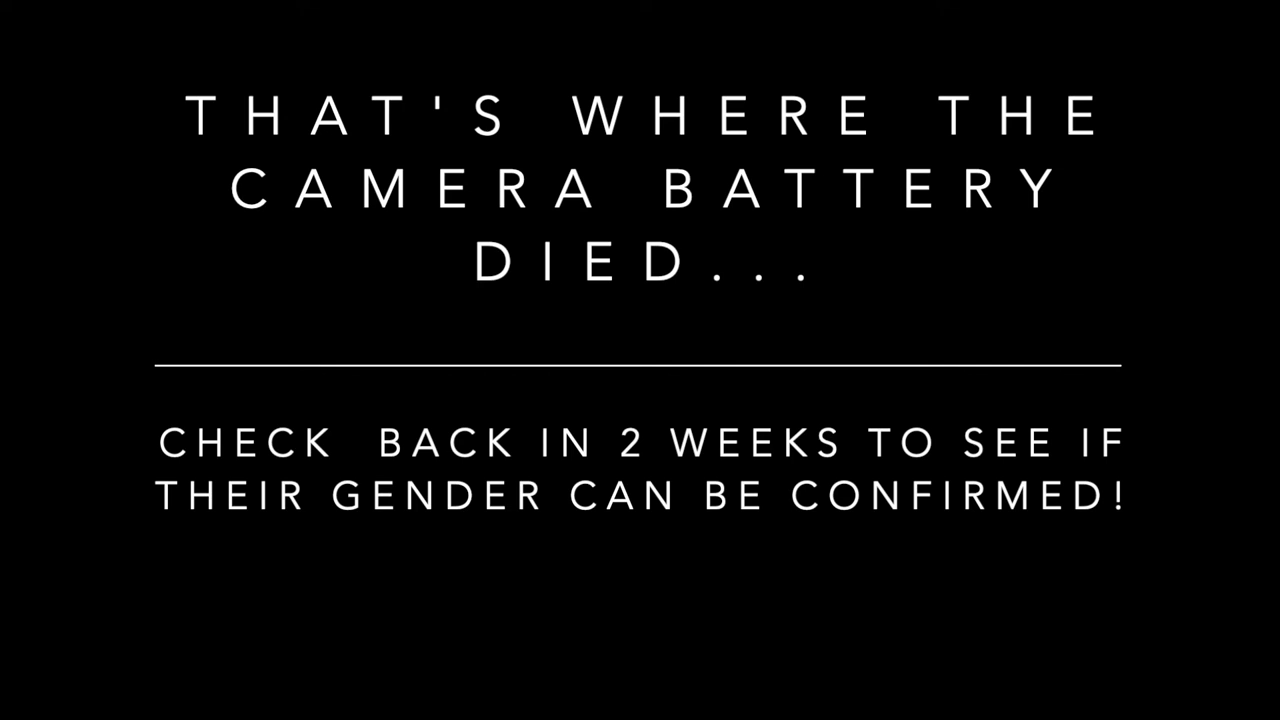 THAT'S WHERE THE
CAMERA BATTERY
DIED...
CHECK  BACK IN 2 WEEKS TO SEE IF
THEIR GENDER CAN BE CONFIRMED!